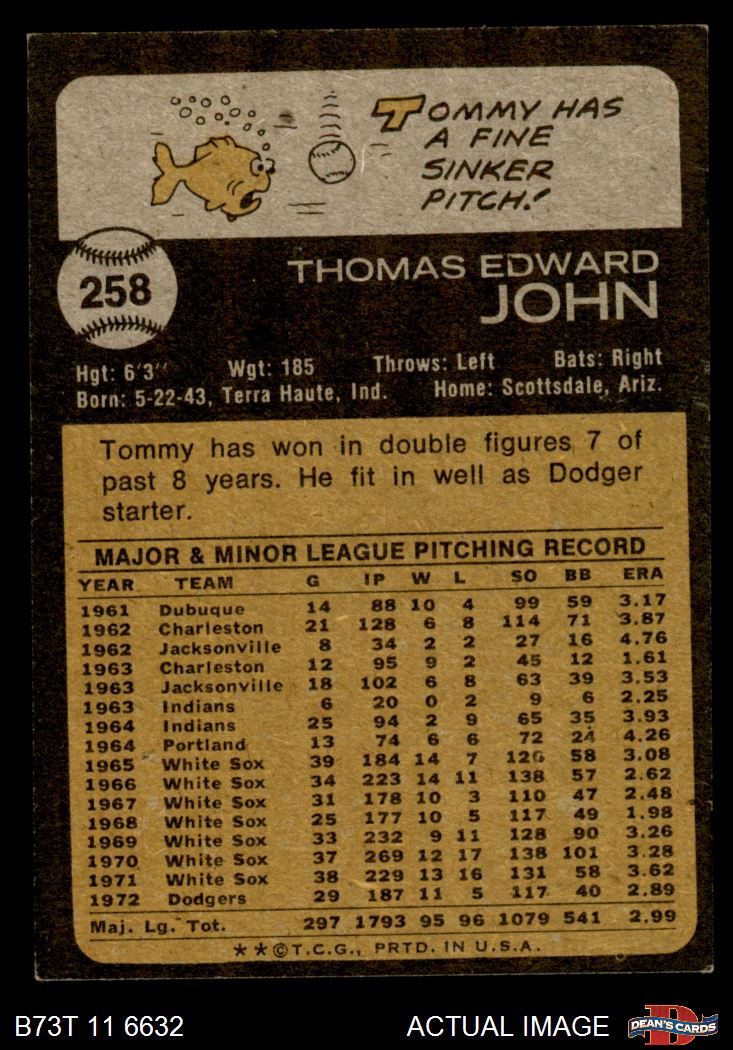 TOMMY HAS
A FINE
SINKER
PITCH!
258
THOMAS EDWARD
JOHN
Hgt: 6'3" Wgt: 185 Throws: Left Bats: Right
Born: 5-22-43, Terra Haute, Ind. Home: Scottsdale, Ariz.
Tommy has won in double figures 7 of
past 8 years. He fit in well as Dodger
starter.
MAJOR & MINOR LEAGUE PITCHING RECORD
YEAR TEAM G IP W L SO BB ERA
1961 Dubuque 14 88 10 4 99 59 3.17
1962 Charleston 21 128 6 8 114 71 3.87
1962 Jacksonville 8 34 2 2 27 16 4.76
1963 Charleston 12 95 9 2 45 12 1.61
1963 Jacksonville 18 102 6 8 63 39 3.53
1963 Indians 6 20 0 2 9 6 2.25
1964 Indians 25 94 2 9 65 35 3.93
1964 Portland 13 74 6 6 72 24 4.26
1965 White Sox 39 184 14 7 126 58 3.08
1966 White Sox 34 223 14 11 138 57 2.62
1967 White Sox 31 178 10 3 110 47 2.48
1968 White Sox 25 177 10 5 117 49 1.98
1969 White Sox 33 232 9 11 128 90 3.26
1970 White Sox 37 269 12 17 138 101 3.28
1971 White Sox 38 229 13 16 131 58 3.62
1972 Dodgers 29 187 11 5 117 40 2.89
Maj. Lg. Tot. 297 1793 95 96 1079 541 2.99
**©T.C.G., PRTD. IN U.S.A.
B73T 11 6632 ACTUAL IMAGE
D
DEAN'S CARDS